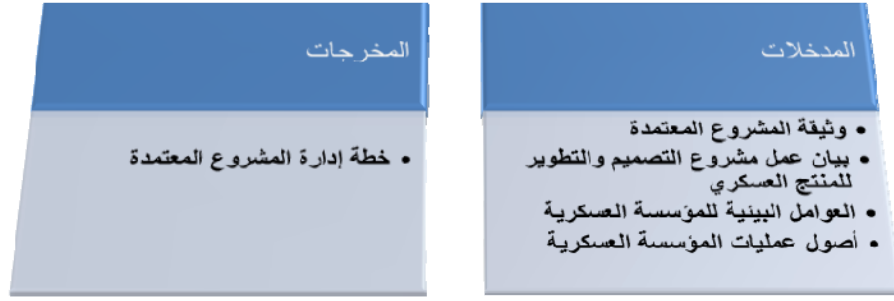 المدخلات
• وثيقة المشروع المعتمدة
• بيان عمل مشروع التصميم والتطوير
للمنتج العسكري
• العوامل البيئية للمؤسسة العسكرية
• أصول عمليات المؤسسة العسكرية
المخرجات
• خطة إدارة المشروع المعتمدة